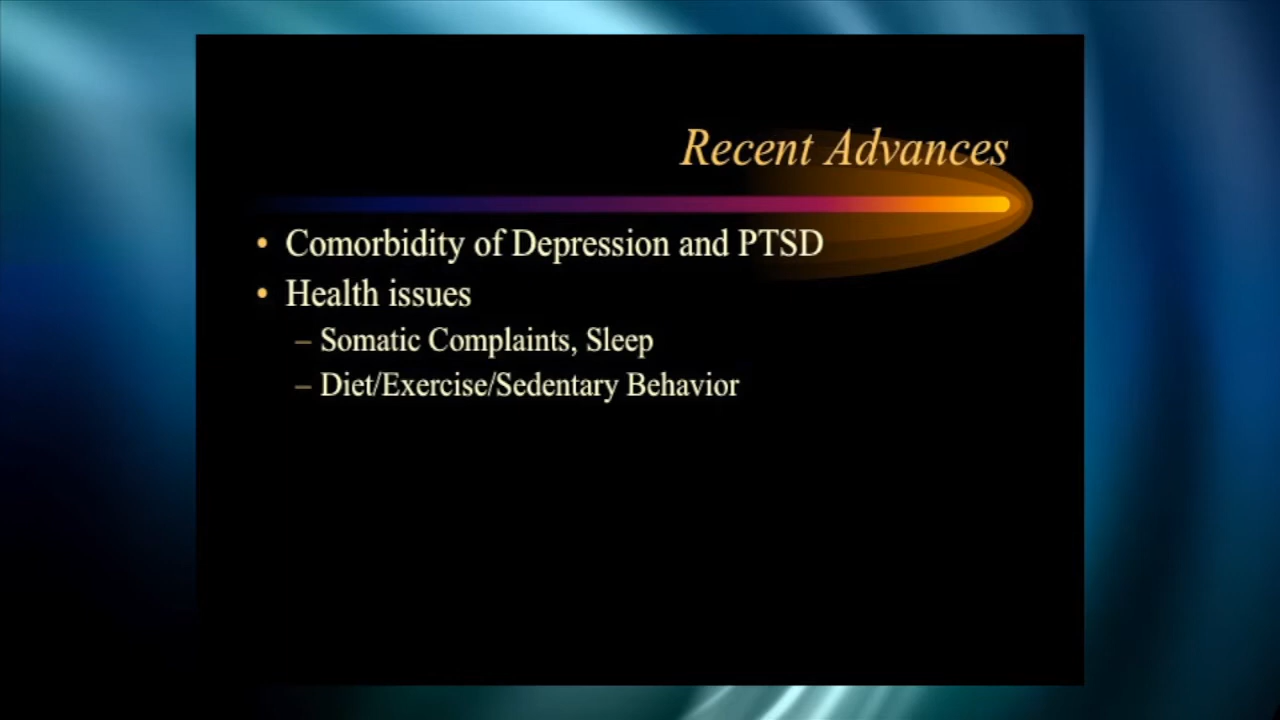 Recent Advances
• Comorbidity of Depression and PTSD
• Health issues
– Somatic Complaints, Sleep
– Diet/Exercise/Sedentary Behavior